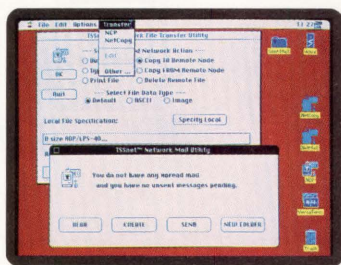 File Edit Options Transfer
NCP
NetCopy
Edit
Other...
File Transfer Utility
Network Action
Copy TO Remote Node
Copy FROM Remote Node
Print File
Delete Remote File
OK
Quit
Select File Data Type
Default
ASCII
Image
Local File Specification:
Specify Local
TSSnet™ Network Mail Utility
You do not have any unread mail
and you have no unsent messages pending.
READ
CREATE
SEND
NEW FOLDER
Trash